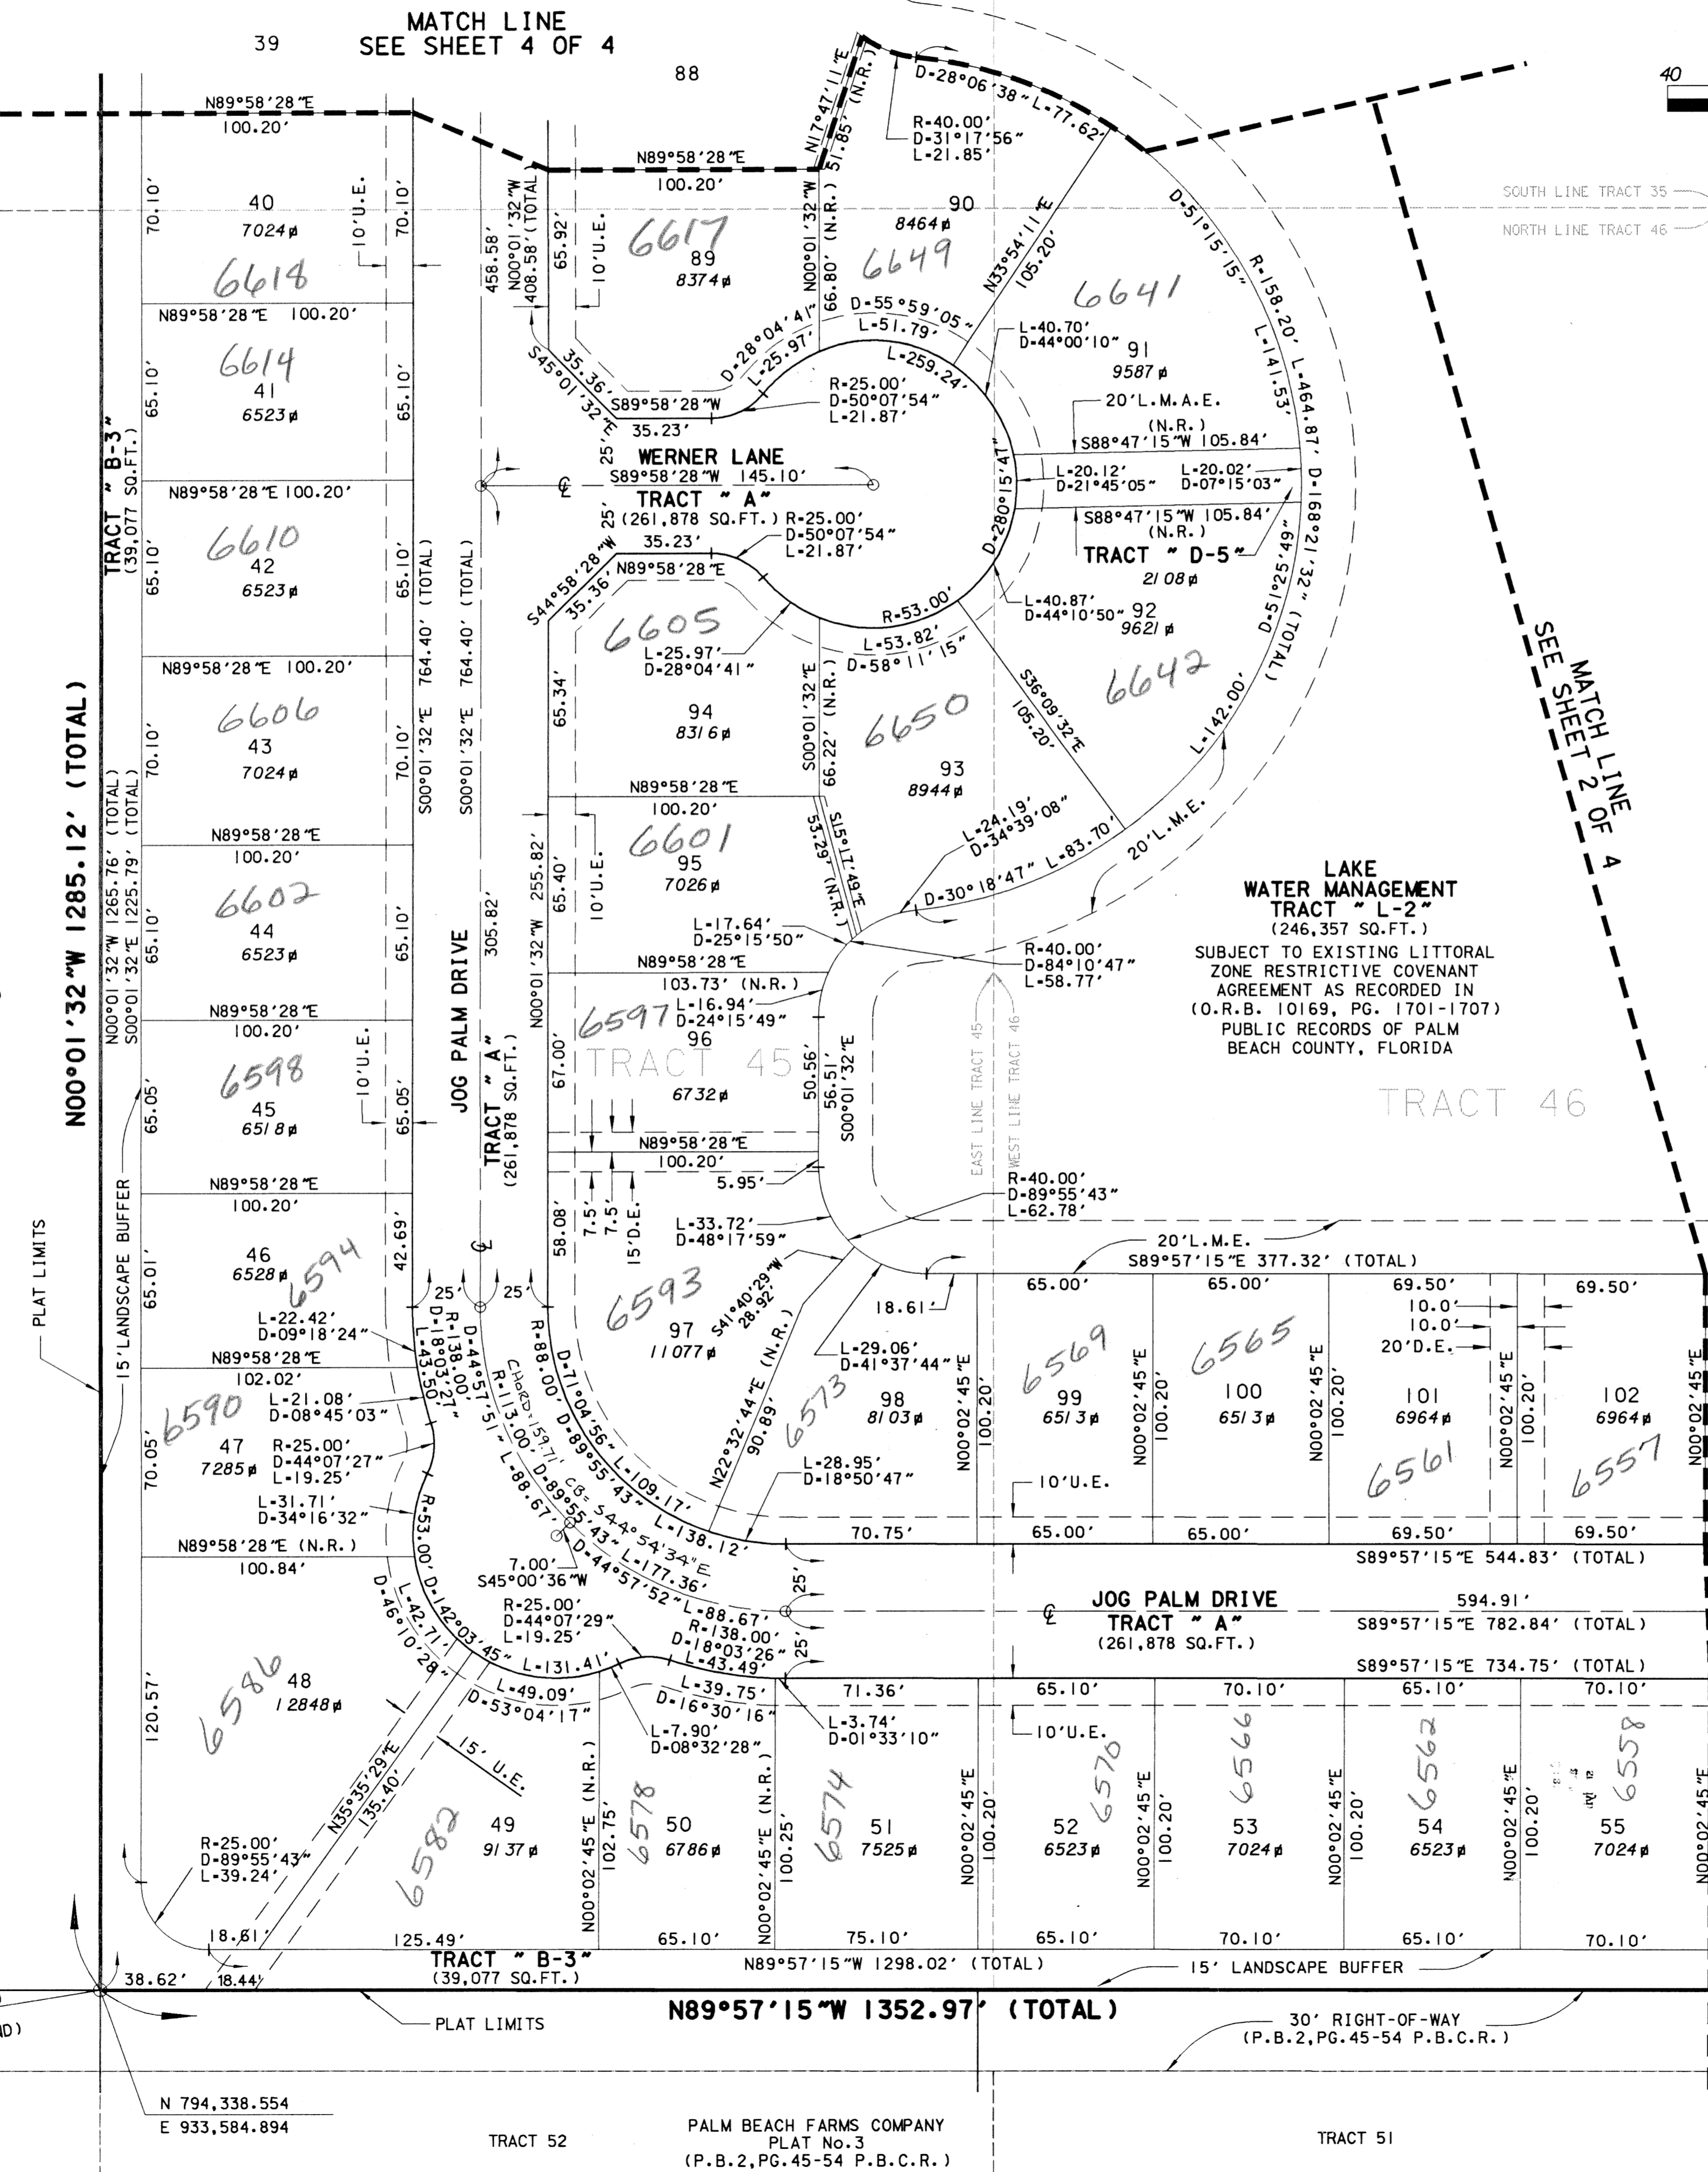 MATCH LINE
SEE SHEET 4 OF 4
39
88
40
N89°58'28"E
100.20'
70.10'
40
7024⌀
6618
10'U.E.
70.10'
458.58'
N00°01'32"W
408.58' (TOTAL)
65.92'
10'U.E.
N89°58'28"E
100.20'
6617
89
8374⌀
N00°01'32"W
66.80' (N.R.)
N17°47'11"E
51.85' (N.R.)
R=40.00'
D=31°17'56"
L=21.85'
D=28°06'38" L=77.62'
90
8464⌀
6649
N33°54'11"E
105.20'
6641
91
9587⌀
D=51°15'15"
R=158.20' L=464.87' D=168°21'32" (TOTAL)
L=141.53'
SOUTH LINE TRACT 35
NORTH LINE TRACT 46
N89°58'28"E 100.20'
65.10'
6614
41
6523⌀
65.10'
35.36'
S45°01'32"E
S89°58'28"W
35.23'
25'
D=28°04'41"
L=25.97'
D=55°59'05"
L=51.79'
L=259.24'
L=40.70'
D=44°00'10"
R=25.00'
D=50°07'54"
L=21.87'
20'L.M.A.E.
(N.R.)
S88°47'15"W 105.84'
L=20.12'
D=21°45'05"
L=20.02'
D=07°15'03"
S88°47'15"W 105.84'
(N.R.)
TRACT " D-5"
2108⌀
D=280°15'47"
WERNER LANE
S89°58'28"W 145.10'
TRACT " A"
(261,878 SQ.FT.)
R=25.00'
D=50°07'54"
L=21.87'
25'
35.23'
N89°58'28"E
S44°58'28"W
35.36'
TRACT " B-3"
(39,077 SQ.FT.)
N89°58'28"E 100.20'
65.10'
6610
42
6523⌀
65.10'
S00°01'32"E 764.40' (TOTAL)
S00°01'32"E 764.40' (TOTAL)
6605
L=25.97'
D=28°04'41"
94
8316⌀
65.34'
R=53.00'
L=53.82'
D=58°11'15"
L=40.87'
D=44°10'50"
92
9621⌀
6642
D=51°25'49"
L=142.00'
S36°09'32"E
105.20'
S00°01'32"E
66.22' (N.R.)
6650
93
8944⌀
N89°58'28"E 100.20'
70.10'
6606
43
7024⌀
70.10'
N00°01'32"W 1285.12' (TOTAL)
N00°01'32"W 1265.76' (TOTAL)
S00°01'32"E 1225.79' (TOTAL)
N89°58'28"E
100.20'
6601
95
7026⌀
65.40'
10'U.E.
N00°01'32"W 255.82'
S15°17'49"E
53.29' (N.R.)
L=24.19'
D=34°39'08"
D=30°18'47" L=83.70'
20'L.M.E.
MATCH LINE
SEE SHEET 2 OF 4
N89°58'28"E
100.20'
65.10'
6602
44
6523⌀
65.10'
305.82'
JOG PALM DRIVE
TRACT " A"
(261,878 SQ.FT.)
L=17.64'
D=25°15'50"
N89°58'28"E
103.73' (N.R.)
L=16.94'
D=24°15'49"
6597
96
6732⌀
67.00'
TRACT 45
R=40.00'
D=84°10'47"
L=58.77'
50.56'
56.51'
S00°01'32"E
EAST LINE TRACT 45
WEST LINE TRACT 46
LAKE
WATER MANAGEMENT
TRACT " L-2"
(246,357 SQ.FT.)
SUBJECT TO EXISTING LITTORAL
ZONE RESTRICTIVE COVENANT
AGREEMENT AS RECORDED IN
(O.R.B. 10169, PG. 1701-1707)
PUBLIC RECORDS OF PALM
BEACH COUNTY, FLORIDA
TRACT 46
N89°58'28"E
100.20'
10'U.E.
65.05'
6598
45
6518⌀
65.05'
N89°58'28"E
100.20'
5.95'
7.5'
7.5'
15'D.E.
58.08'
R=40.00'
D=89°55'43"
L=62.78'
L=33.72'
D=48°17'59"
PLAT LIMITS
15'LANDSCAPE BUFFER
N89°58'28"E
100.20'
65.01'
46
6528⌀
6594
42.69'
25'
25'
L=22.42'
D=09°18'24"
6593
97
11077⌀
S41°40'29"W
28.92'
N22°32'44"E (N.R.)
90.89'
20'L.M.E.
S89°57'15"E 377.32' (TOTAL)
18.61'
65.00'
65.00'
69.50'
69.50'
10.0'
10.0'
20'D.E.
L=29.06'
D=41°37'44"
6573
98
8103⌀
N00°02'45"E
100.20'
6569
99
6513⌀
N00°02'45"E
100.20'
6565
100
6513⌀
N00°02'45"E
100.20'
101
6964⌀
6561
N00°02'45"E
100.20'
102
6964⌀
6557
N00°02'45"E
N89°58'28"E
102.02'
6590
47
7285⌀
70.05'
L=21.08'
D=08°45'03"
R=25.00'
D=44°07'27"
L=19.25'
L=31.71'
D=34°16'32"
R=138.00'
D=18°03'27"
L=43.50'
D=44°57'51" L=88.67'
R=113.00' D=89°55'43" L=177.36'
CHORD=159.71' CB= S44°54'34"E
R=88.00' D=89°55'43" L=138.12'
D=71°04'56" L=109.17'
L=28.95'
D=18°50'47"
10'U.E.
70.75'
65.00'
65.00'
69.50'
69.50'
S89°57'15"E 544.83' (TOTAL)
N89°58'28"E (N.R.)
100.84'
7.00'
S45°00'36"W
D=44°57'52" L=88.67'
25'
25'
JOG PALM DRIVE
TRACT " A"
(261,878 SQ.FT.)
594.91'
S89°57'15"E 782.84' (TOTAL)
S89°57'15"E 734.75' (TOTAL)
R=53.00' D=142°03'45" L=131.41'
L=42.71'
D=46°10'28"
R=25.00'
D=44°07'29"
L=19.25'
R=138.00'
D=18°03'26"
L=43.49'
120.57'
6586
48
12848⌀
L=49.09'
D=53°04'17"
L=39.75'
D=16°30'16"
L=7.90'
D=08°32'28"
L=3.74'
D=01°33'10"
71.36'
65.10'
70.10'
65.10'
70.10'
10'U.E.
N35°35'29"E
135.40'
15' U.E.
R=25.00'
D=89°55'43"
L=39.24'
6582
49
9137⌀
N00°02'45"E (N.R.)
102.75'
6578
50
6786⌀
N00°02'45"E (N.R.)
100.25'
6574
51
7525⌀
N00°02'45"E
100.20'
6570
52
6523⌀
N00°02'45"E
100.20'
6566
53
7024⌀
N00°02'45"E
100.20'
6562
54
6523⌀
N00°02'45"E
100.20'
6558
55
7024⌀
N00°02'45"E
18.61'
125.49'
65.10'
75.10'
65.10'
70.10'
65.10'
70.10'
TRACT " B-3"
(39,077 SQ.FT.)
N89°57'15"W 1298.02' (TOTAL)
15' LANDSCAPE BUFFER
38.62'
18.44'
N89°57'15"W 1352.97' (TOTAL)
PLAT LIMITS
30' RIGHT-OF-WAY
(P.B.2,PG.45-54 P.B.C.R.)
N 794,338.554
E 933,584.894
TRACT 52
PALM BEACH FARMS COMPANY
PLAT No.3
(P.B.2,PG.45-54 P.B.C.R.)
TRACT 51